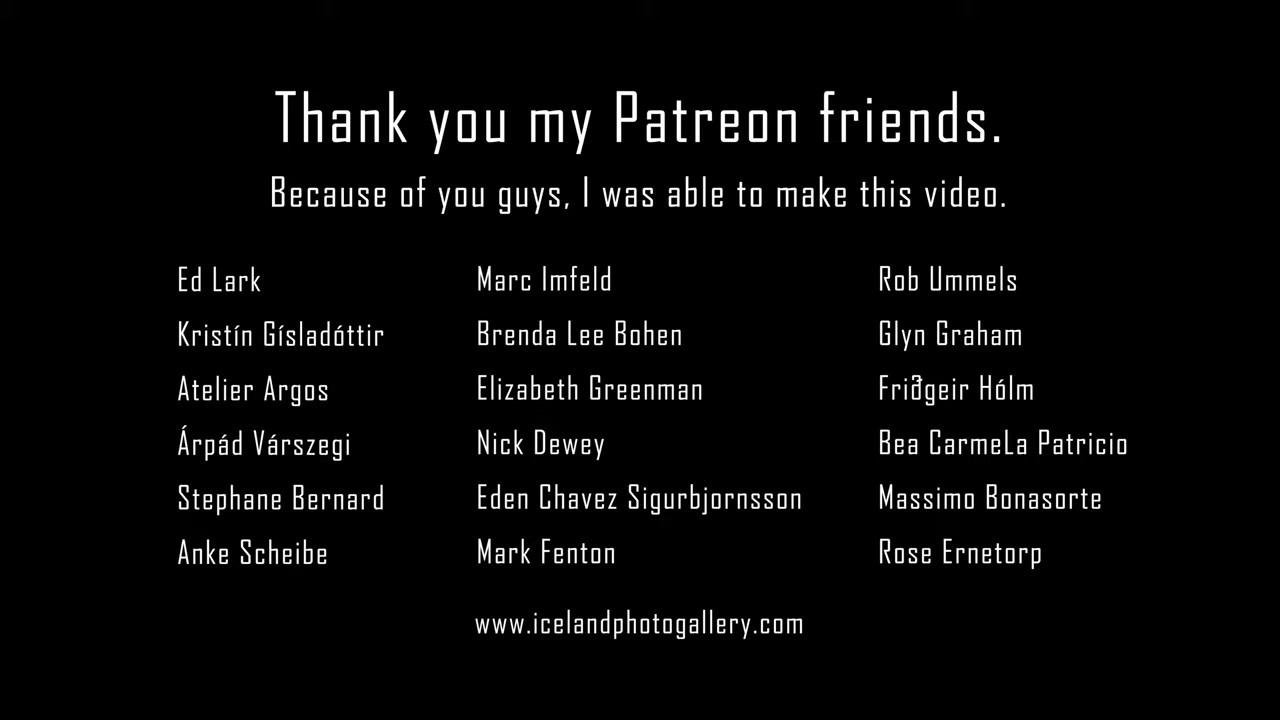 Thank you my Patreon friends.
Because of you guys, I was able to make this video.
Ed Lark
Kristín Gísladóttir
Atelier Argos
Árpád Várszegi
Stephane Bernard
Anke Scheibe
Marc Imfeld
Brenda Lee Bohen
Elizabeth Greenman
Nick Dewey
Eden Chavez Sigurbjornsson
Mark Fenton
Rob Ummels
Glyn Graham
Friðgeir Hólm
Bea CarmeLa Patricio
Massimo Bonasorte
Rose Ernetorp
www.icelandphotogallery.com